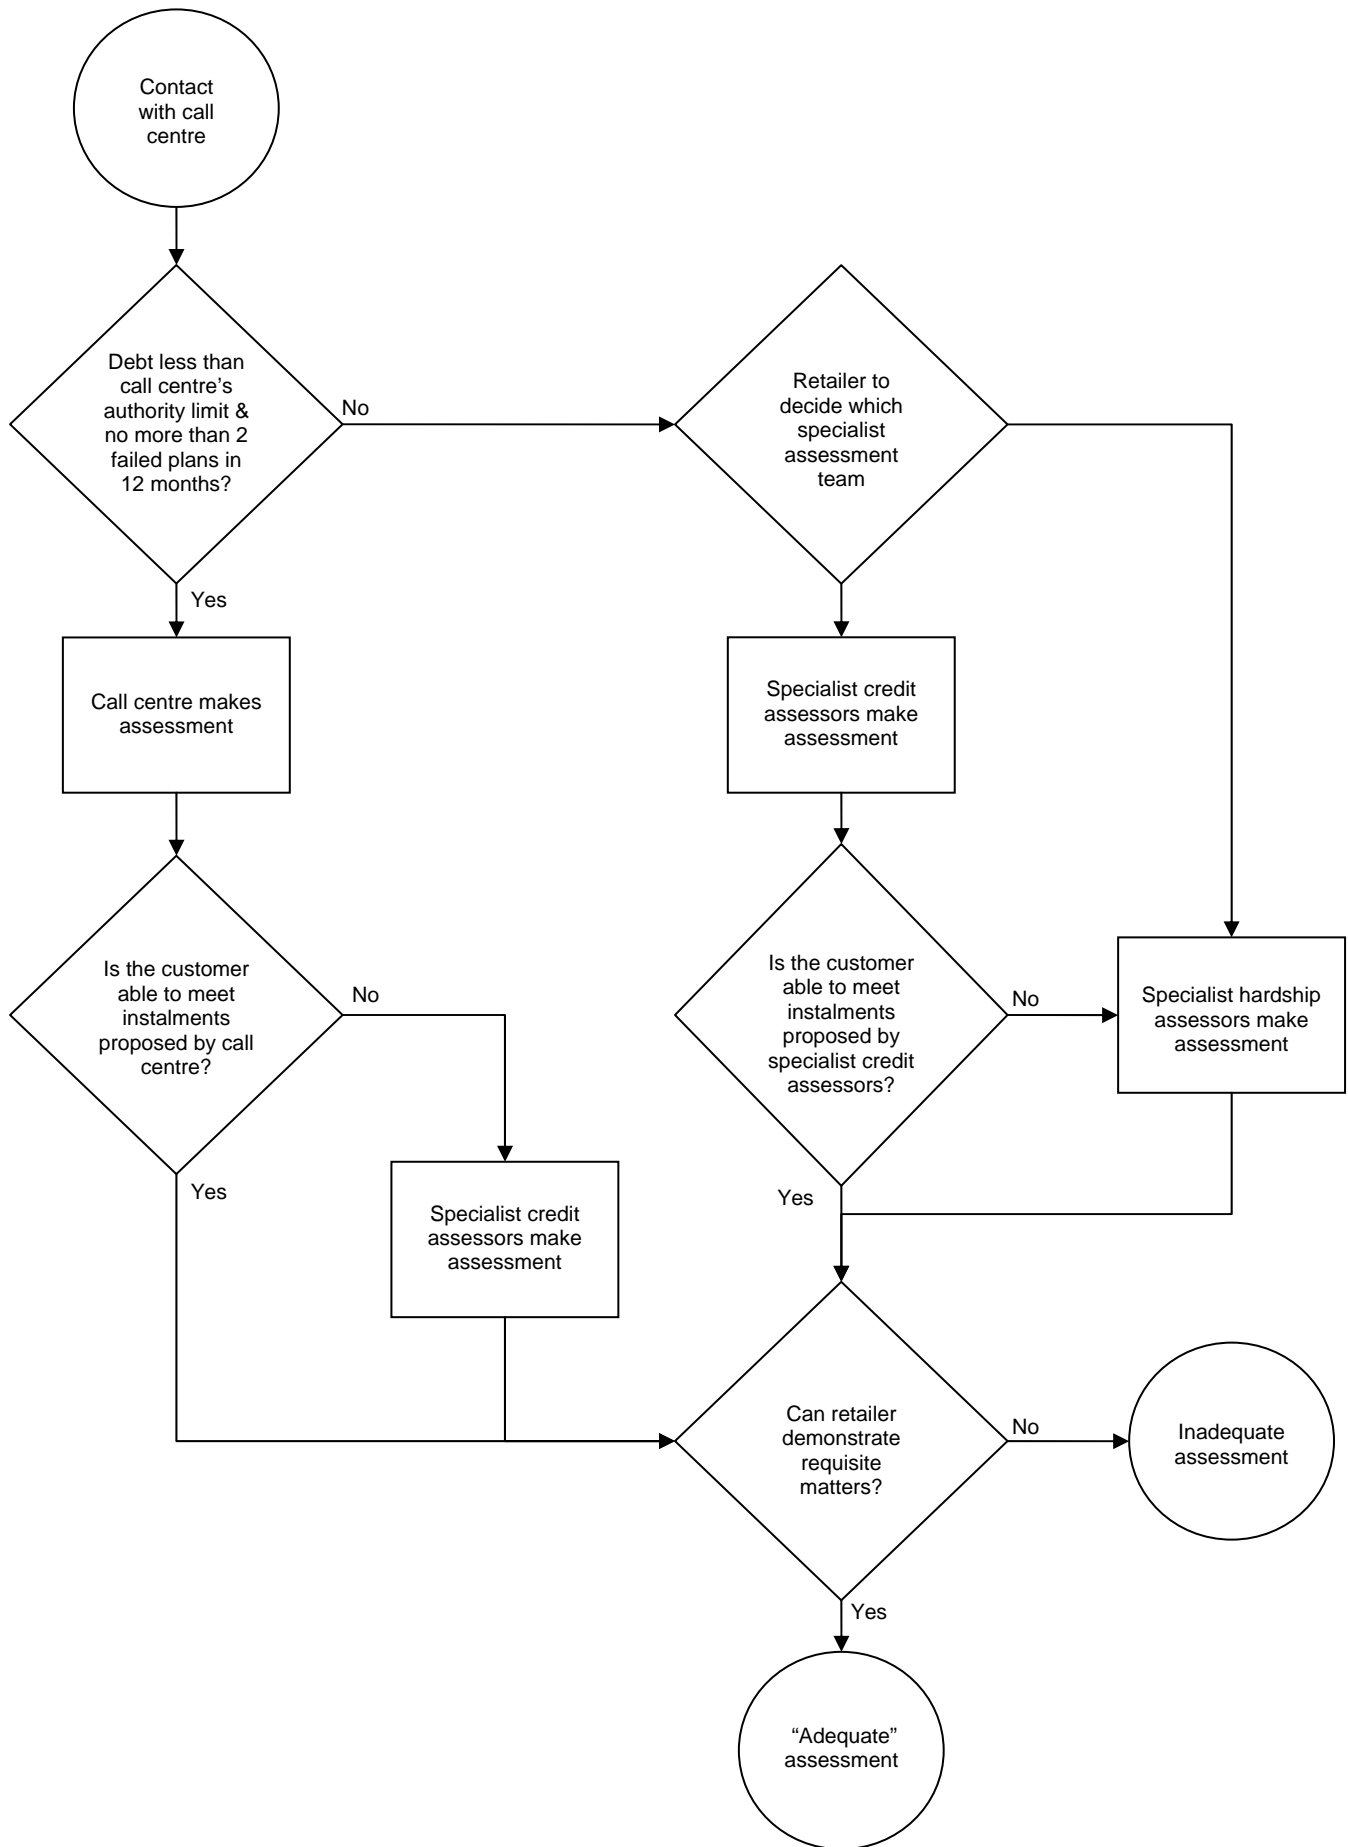 Contact
with call
centre
Debt less than
call centre’s
authority limit &
no more than 2
failed plans in
12 months?
No
Retailer to
decide which
specialist
assessment
team
Yes
Call centre makes
assessment
Specialist credit
assessors make
assessment
Is the customer
able to meet
instalments
proposed by call
centre?
No
Is the customer
able to meet
instalments
proposed by
specialist credit
assessors?
No
Specialist hardship
assessors make
assessment
Yes
Specialist credit
assessors make
assessment
Yes
Can retailer
demonstrate
requisite
matters?
No
Inadequate
assessment
Yes
“Adequate”
assessment